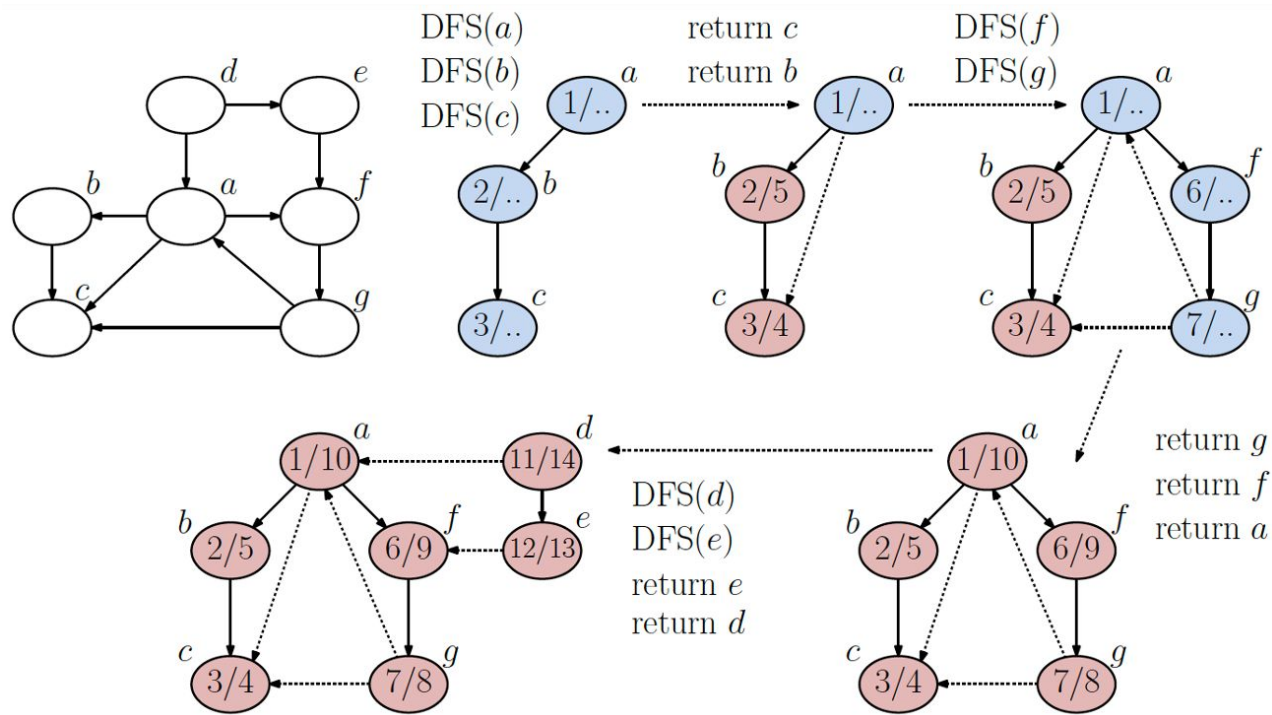 d
e
b
a
f
c
g
DFS(a)
DFS(b)
DFS(c)
a
1/..
2/..
b
c
3/..
return c
return b
a
1/..
b
2/5
c
3/4
DFS(f)
DFS(g)
a
1/..
b
2/5
f
6/..
c
3/4
g
7/..
return g
return f
return a
a
1/10
b
2/5
f
6/9
c
3/4
g
7/8
DFS(d)
DFS(e)
return e
return d
a
1/10
d
11/14
b
2/5
f
6/9
e
12/13
c
3/4
g
7/8